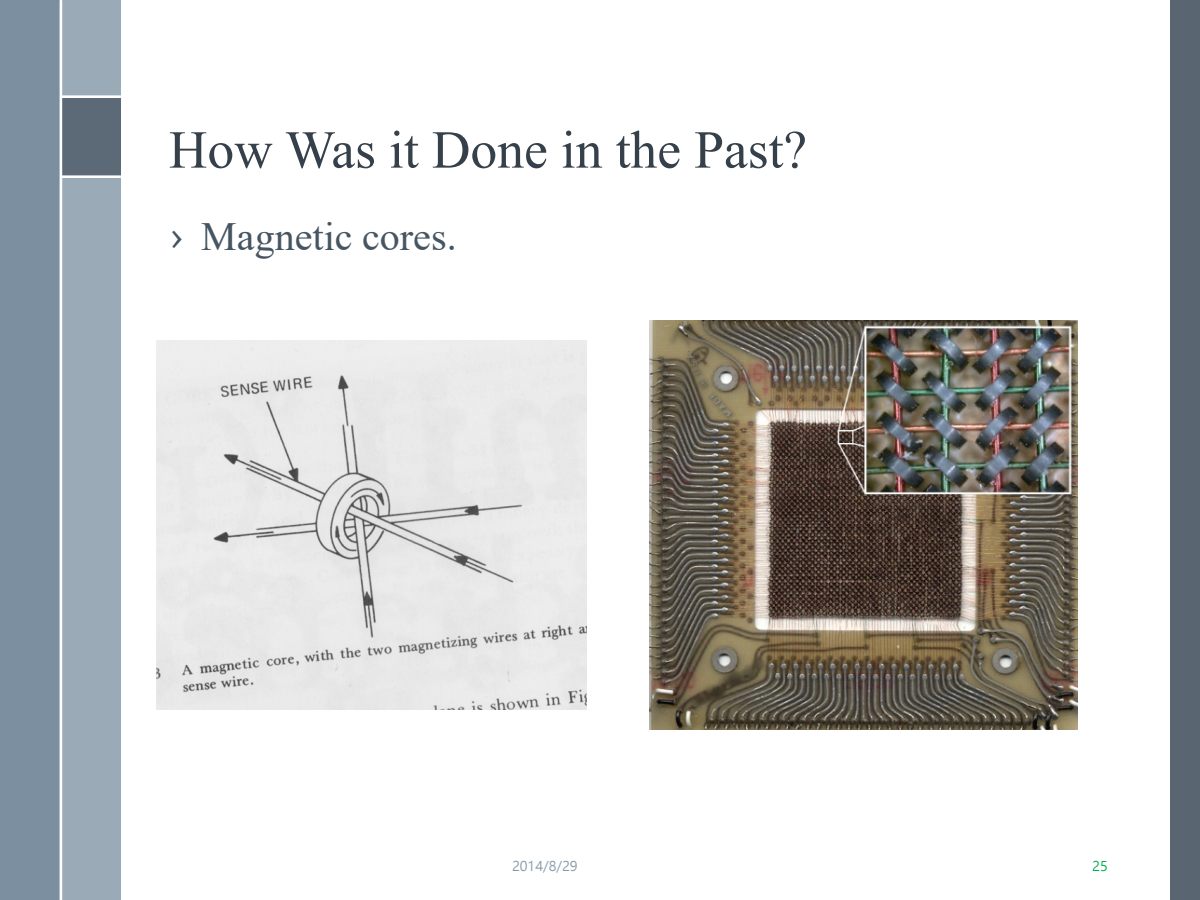 How Was it Done in the Past?
› Magnetic cores.
SENSE WIRE
A magnetic core, with the two magnetizing wires at right
sense wire.
is shown in
2014/8/29
25